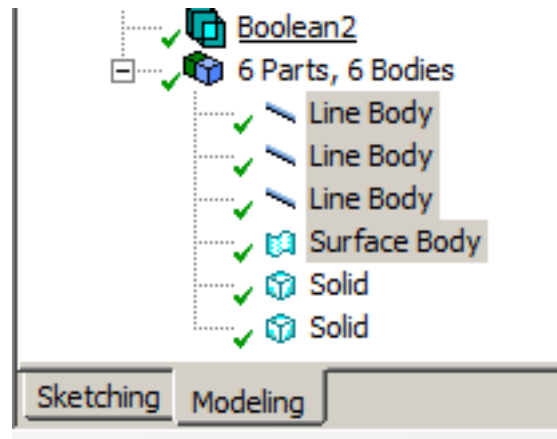 Boolean2
6 Parts, 6 Bodies
Line Body
Line Body
Line Body
Surface Body
Solid
Solid
Sketching Modeling